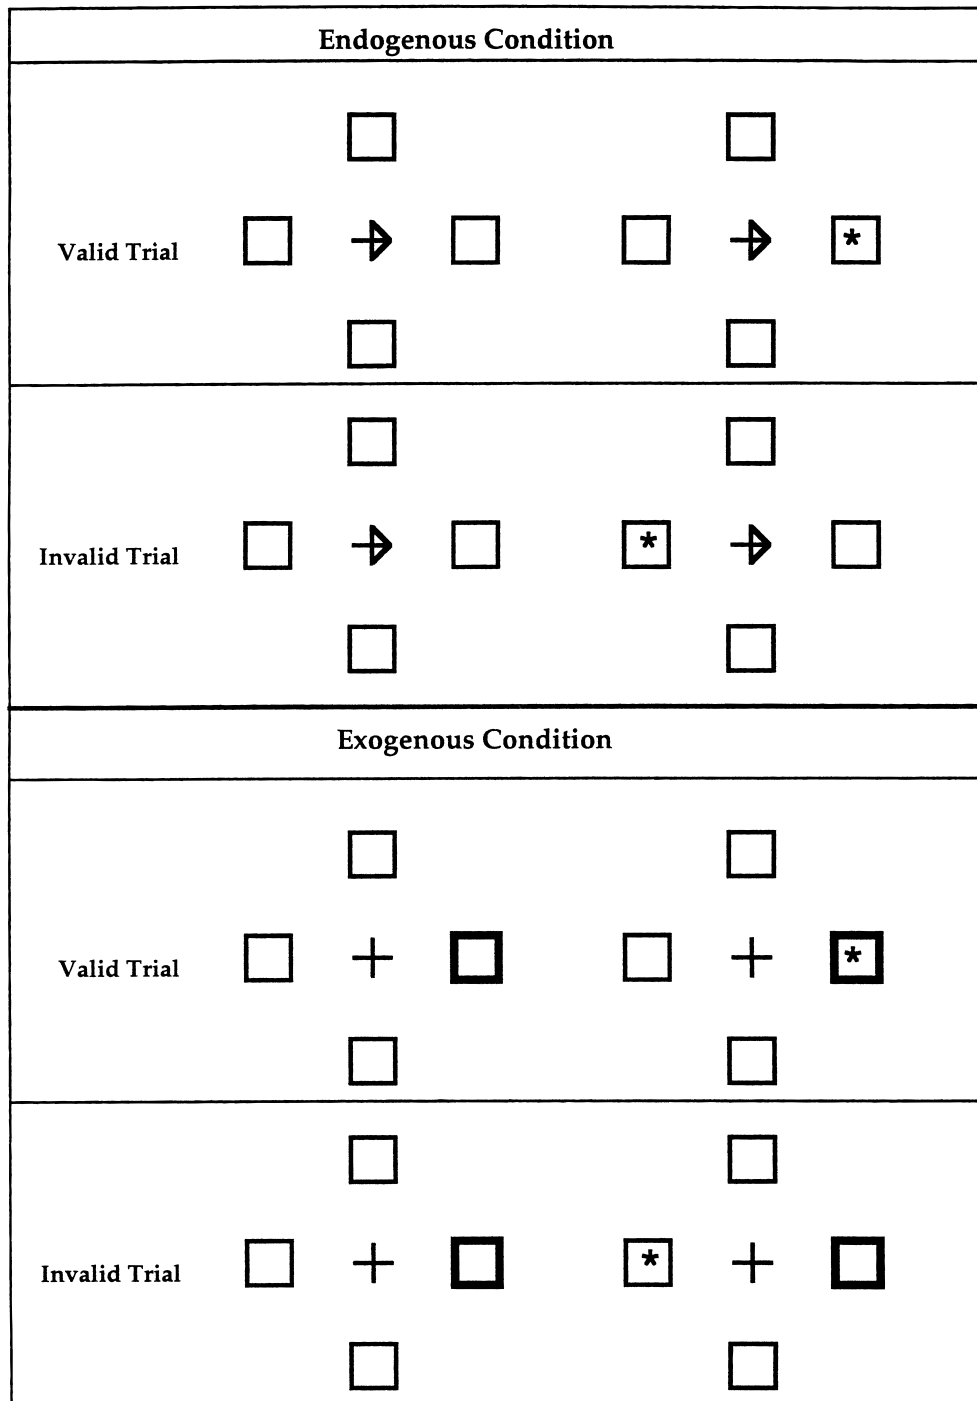 Endogenous Condition
Valid Trial
*
Invalid Trial
*
Exogenous Condition
Valid Trial
+ + *
Invalid Trial
+ * +